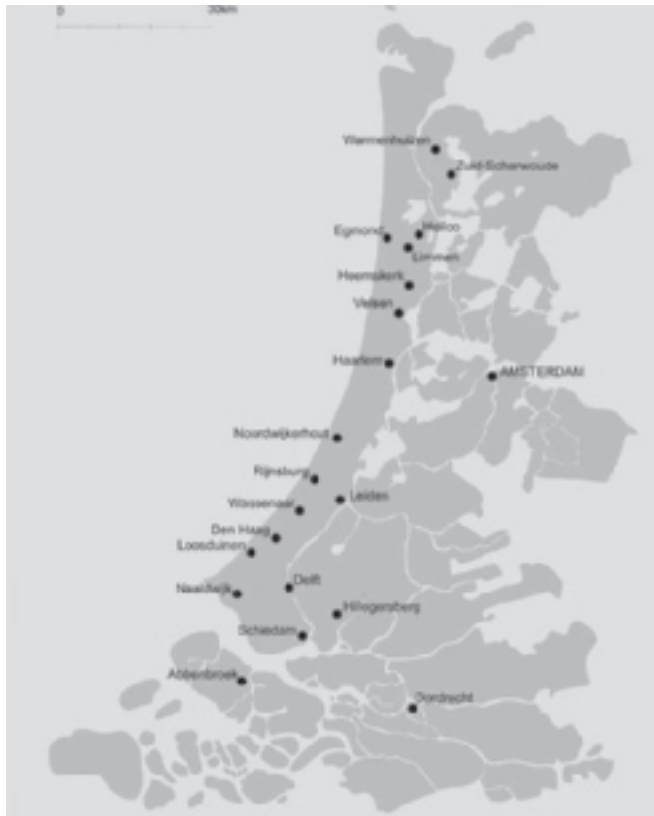 0 30km
Warmenhuizen
Zuid-Scharwoude
Egmond
Heiloo
Limmen
Heemskerk
Velsen
Haarlem
AMSTERDAM
Noordwijkerhout
Rijnsburg
Leiden
Wassenaar
Den Haag
Loosduinen
Naaldwijk
Delft
Hillegersberg
Schiedam
Abbenbroek
Dordrecht